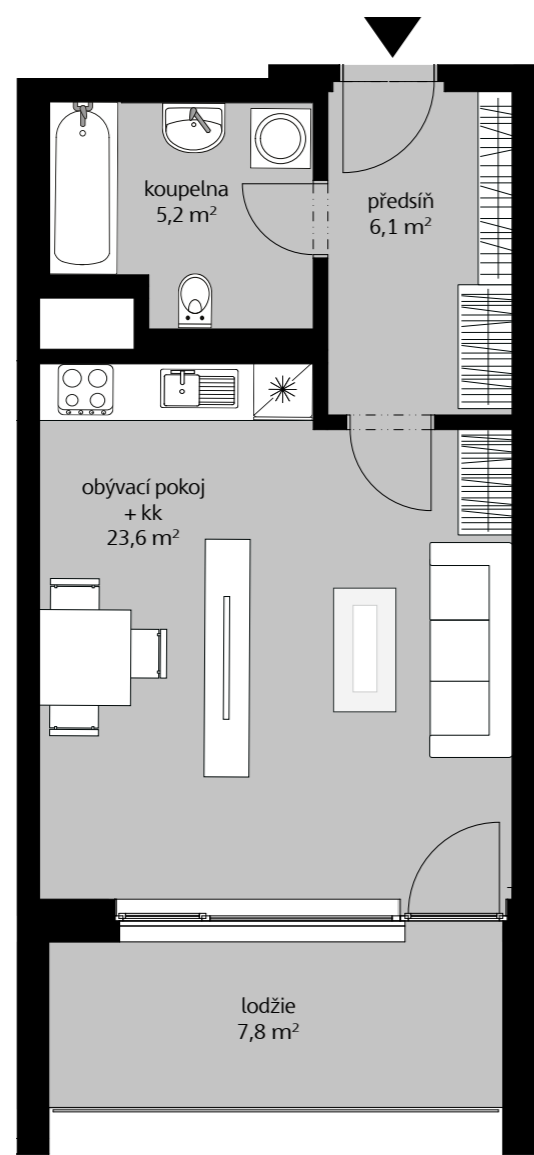 koupelna
5,2 m²
předsíň
6,1 m²
obývací pokoj
+ kk
23,6 m²
lodžie
7,8 m²